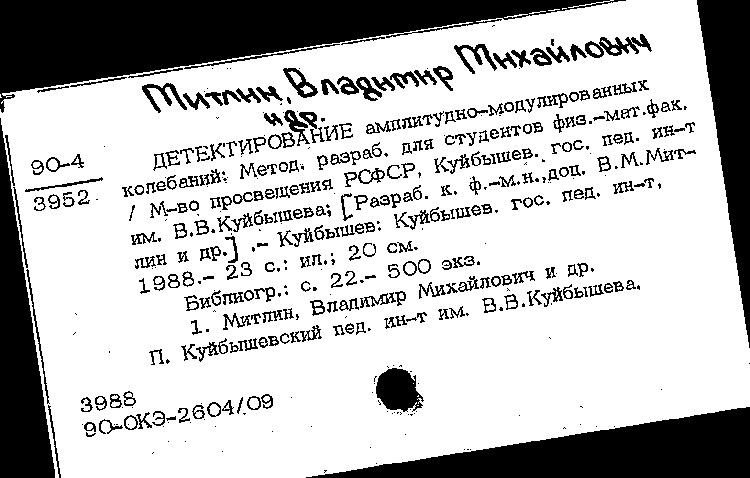 Митлин, Владимир Михайлович
и др.
90-4
3952
ДЕТЕКТИРОВАНИЕ амплитудно-модулированных
колебаний: Метод. разраб. для студентов физ.-мат.фак.
/ М-во просвещения РСФСР, Куйбышев. гос. пед. ин-т
им. В.В.Куйбышева; [Разраб. к. ф.-м.н.,доц. В.М.Мит-
лин и др.] .- Куйбышев: Куйбышев. гос. пед. ин-т,
1988.- 23 с.: ил.; 20 см.
Библиогр.: с. 22.- 500 экз.
1. Митлин, Владимир Михайлович и др.
П. Куйбышевский пед. ин-т им. В.В.Куйбышева.
3988
90-ОКЭ-2604/09